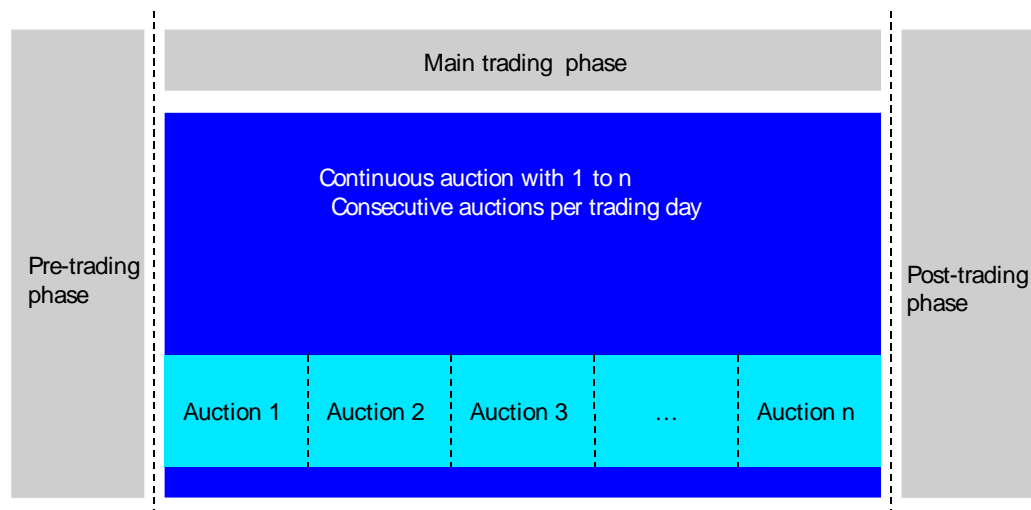 Main trading phase
Continuous auction with 1 to n
Consecutive auctions per trading day
Pre-trading
phase
Post-trading
phase
Auction 1
Auction 2
Auction 3
…
Auction n